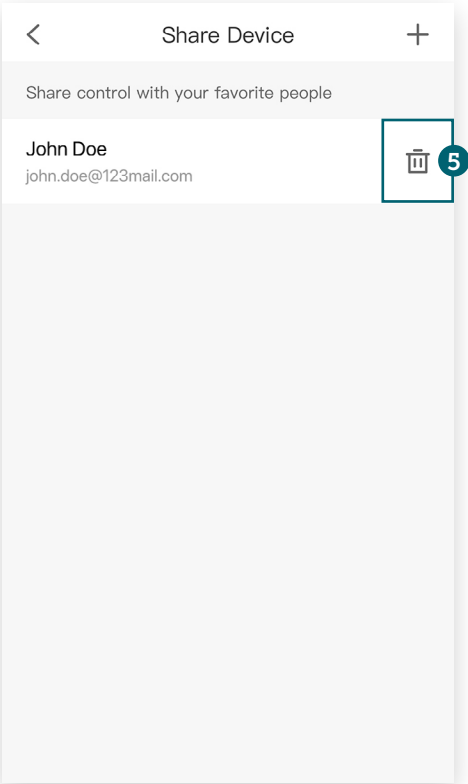 Share Device
Share control with your favorite people
John Doe
john.doe@123mail.com
5